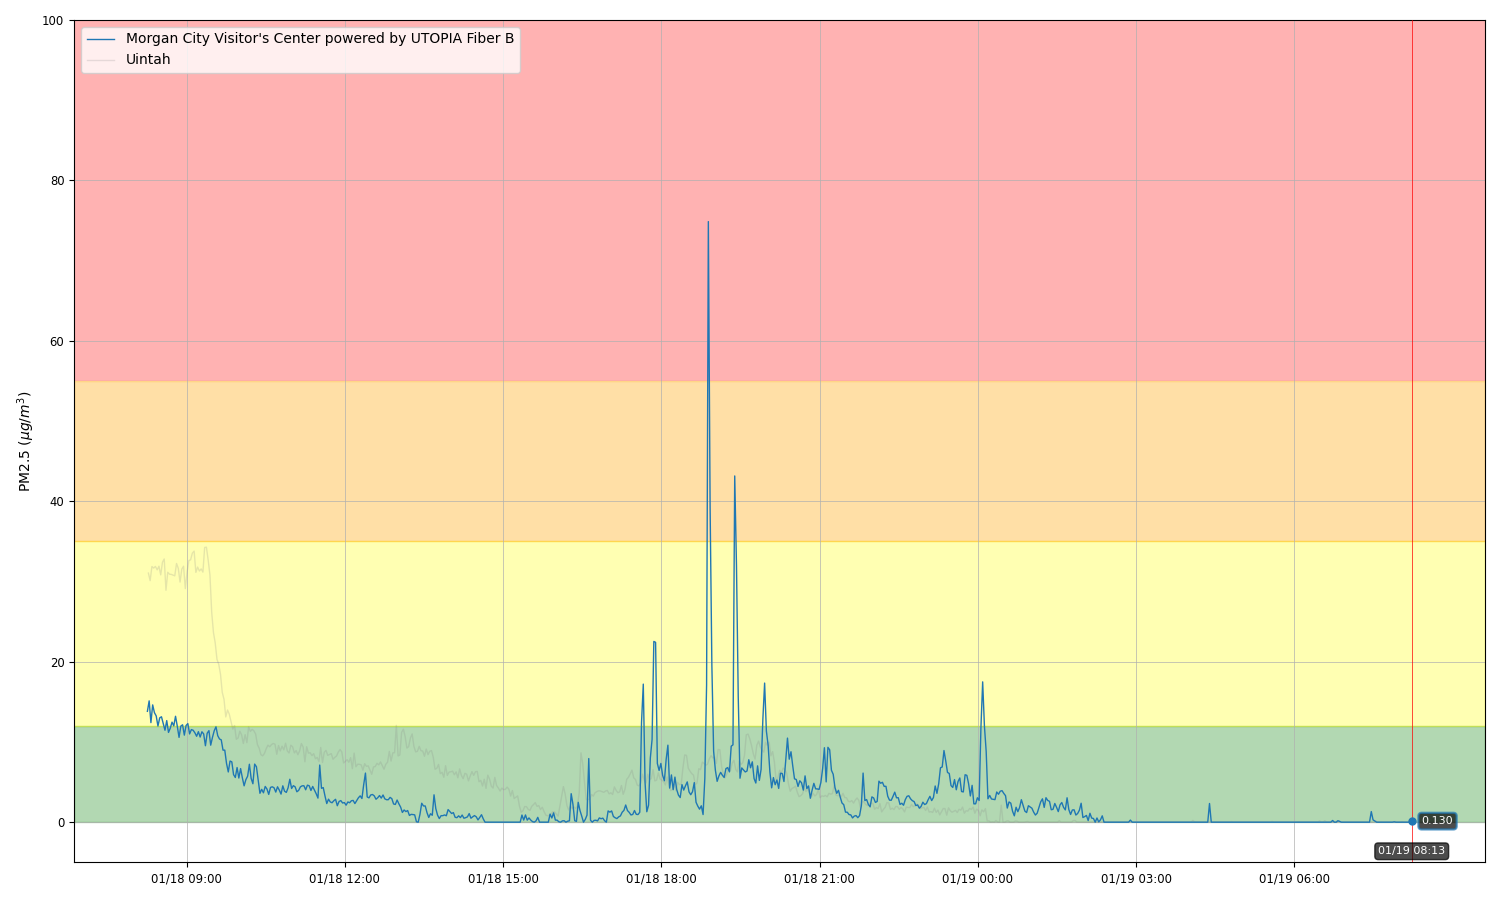 Morgan City Visitor's Center powered by UTOPIA Fiber B
Uintah
100
80
60
40
20
0
PM2.5 (μg/m³)
0.130
01/19 08:13
01/18 09:00 01/18 12:00 01/18 15:00 01/18 18:00 01/18 21:00 01/19 00:00 01/19 03:00 01/19 06:00